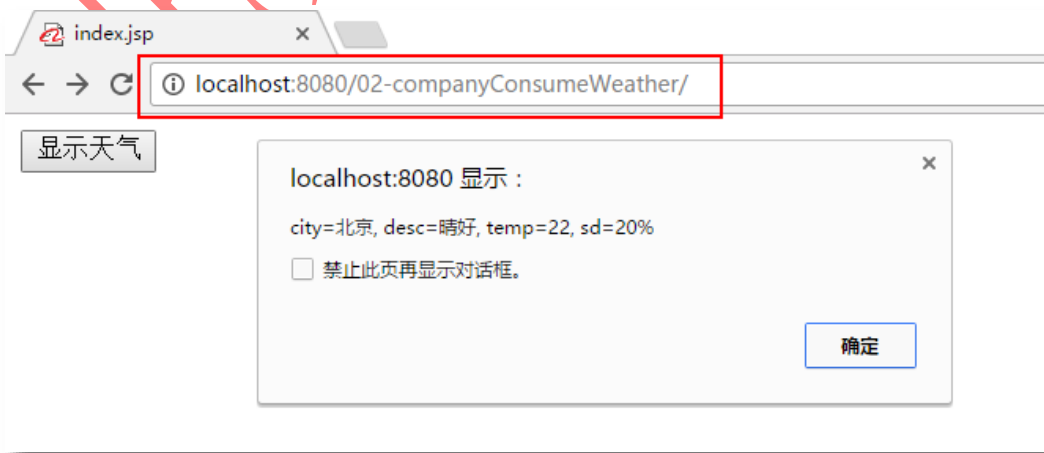 index.jsp
localhost:8080/02-companyConsumeWeather/
显示天气
localhost:8080 显示：
city=北京, desc=晴好, temp=22, sd=20%
禁止此页再显示对话框。
确定